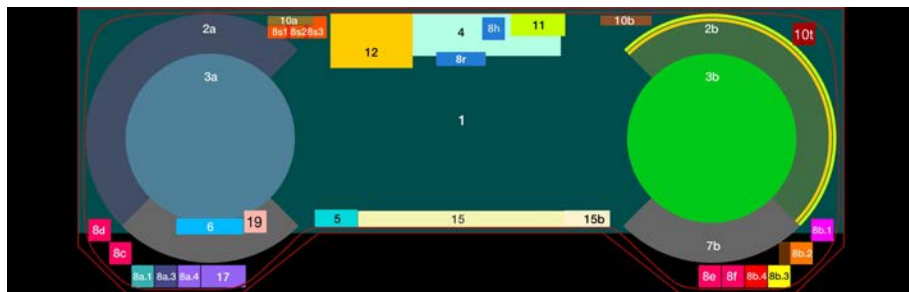 2a
10a
8s1 8s2 8s3
12
4
8h
11
8r
10b
2b
10t
3a
1
3b
8d
8c
6
19
5
15
15b
7b
8b.1
8b.2
8a.1 8a.3 8a.4 17
8e 8f 8b.4 8b.3